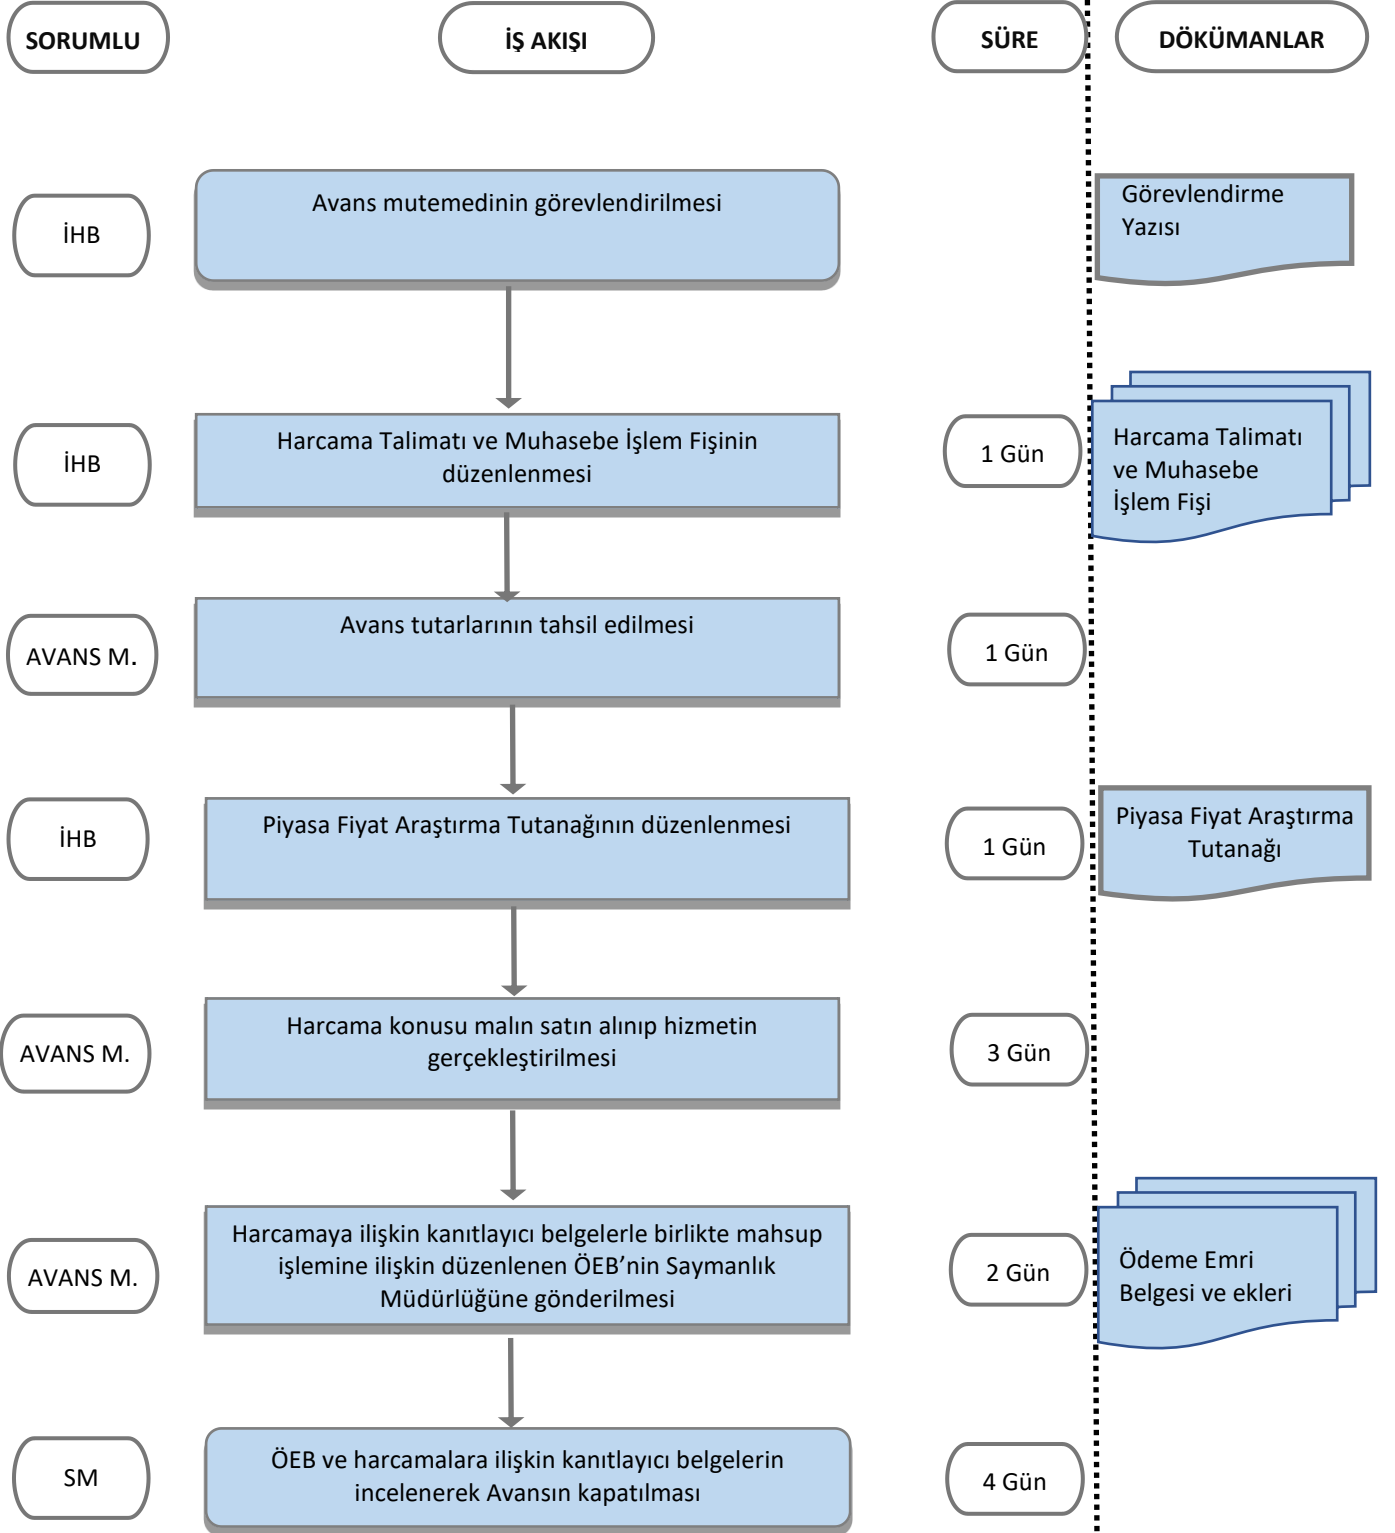 SORUMLU
İŞ AKIŞI
SÜRE
DÖKÜMANLAR
İHB
Avans mutemedinin görevlendirilmesi
Görevlendirme
Yazısı
İHB
Harcama Talimatı ve Muhasebe İşlem Fişinin
düzenlenmesi
1 Gün
Harcama Talimatı
ve Muhasebe
İşlem Fişi
AVANS M.
Avans tutarlarının tahsil edilmesi
1 Gün
İHB
Piyasa Fiyat Araştırma Tutanağının düzenlenmesi
1 Gün
Piyasa Fiyat Araştırma
Tutanağı
AVANS M.
Harcama konusu malın satın alınıp hizmetin
gerçekleştirilmesi
3 Gün
AVANS M.
Harcamaya ilişkin kanıtlayıcı belgelerle birlikte mahsup
işlemine ilişkin düzenlenen ÖEB’nin Saymanlık
Müdürlüğüne gönderilmesi
2 Gün
Ödeme Emri
Belgesi ve ekleri
SM
ÖEB ve harcamalara ilişkin kanıtlayıcı belgelerin
incelenerek Avansın kapatılması
4 Gün